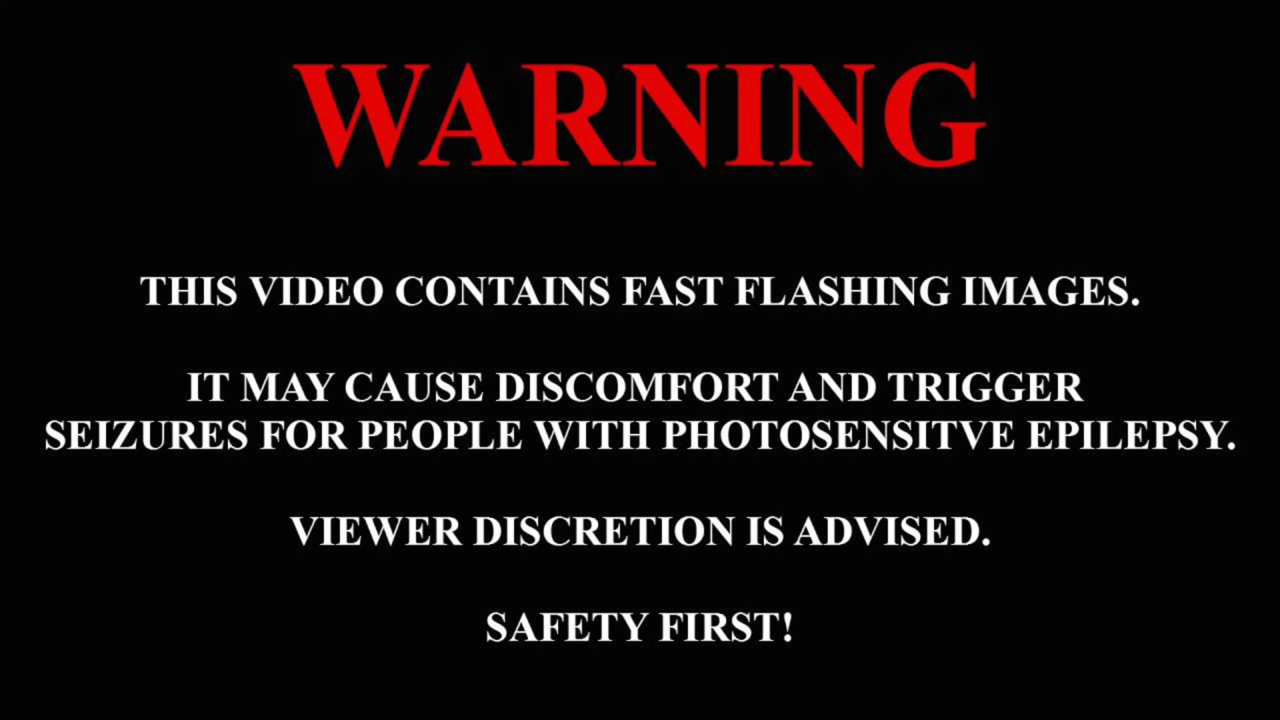 WARNING
THIS VIDEO CONTAINS FAST FLASHING IMAGES.
IT MAY CAUSE DISCOMFORT AND TRIGGER
SEIZURES FOR PEOPLE WITH PHOTOSENSITVE EPILEPSY.
VIEWER DISCRETION IS ADVISED.
SAFETY FIRST!